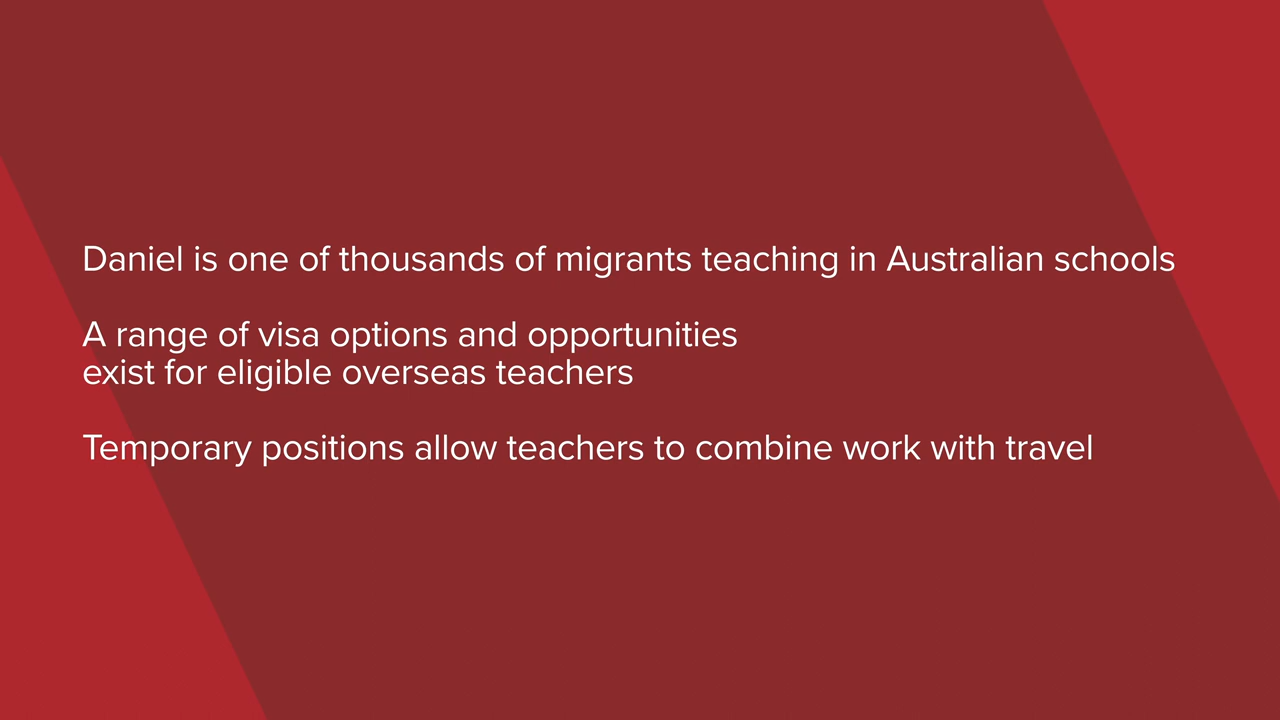 Daniel is one of thousands of migrants teaching in Australian schools
A range of visa options and opportunities
exist for eligible overseas teachers
Temporary positions allow teachers to combine work with travel